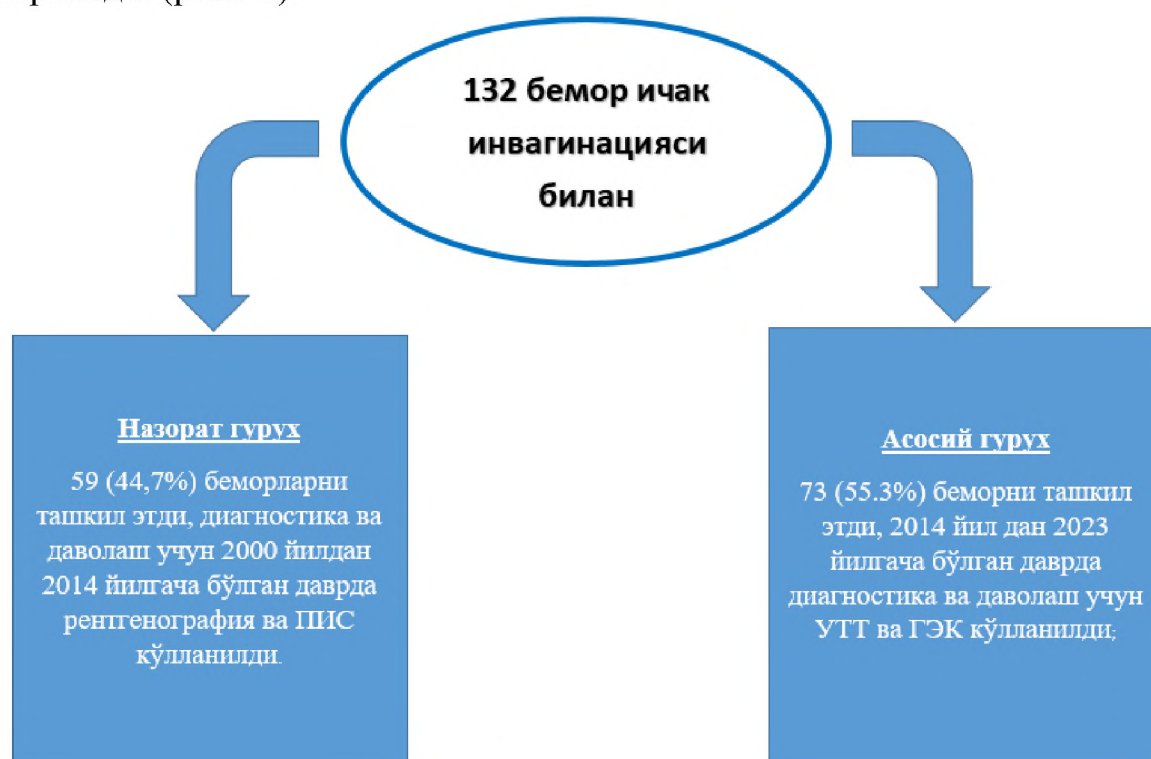 132 бемор ичак
инвагинацияси
билан
Назорат гурух
59 (44,7%) беморларни
ташкил этди, диагностика ва
даволаш учун 2000 йилдан
2014 йилгача бўлган даврда
рентгенография ва ПИС
кўлланилди.
Асосий гурух
73 (55.3%) беморни ташкил
этди, 2014 йил дан 2023
йилгача бўлган даврда
диагностика ва даволаш учун
УТТ ва ГЭК кўлланилди;